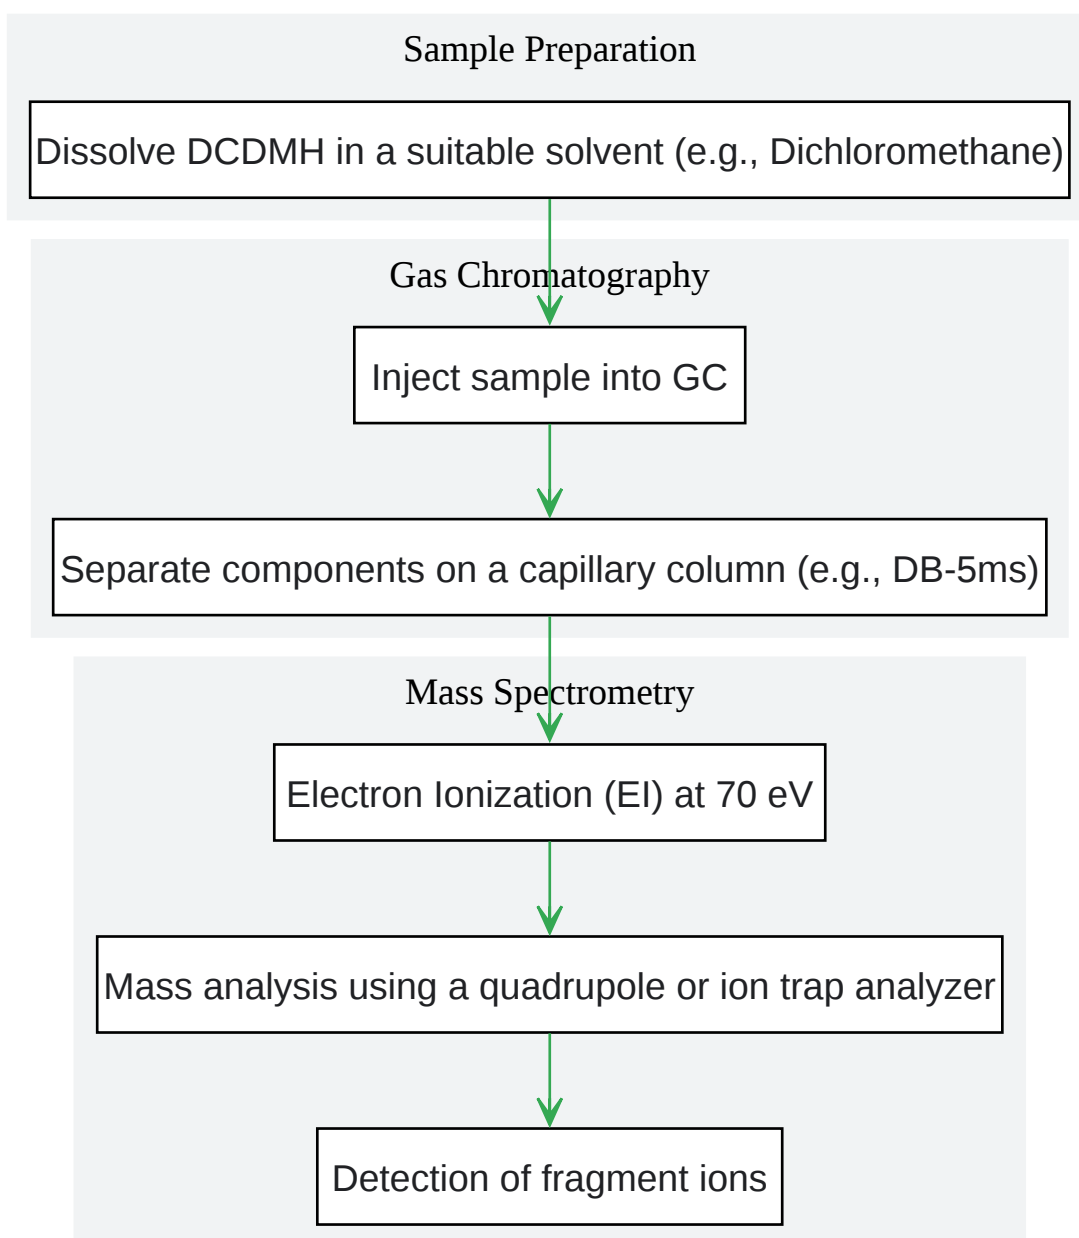 Sample Preparation
Dissolve DCDMH in a suitable solvent (e.g., Dichloromethane)
Gas Chromatography
Inject sample into GC
Separate components on a capillary column (e.g., DB-5ms)
Mass Spectrometry
Electron Ionization (EI) at 70 eV
Mass analysis using a quadrupole or ion trap analyzer
Detection of fragment ions